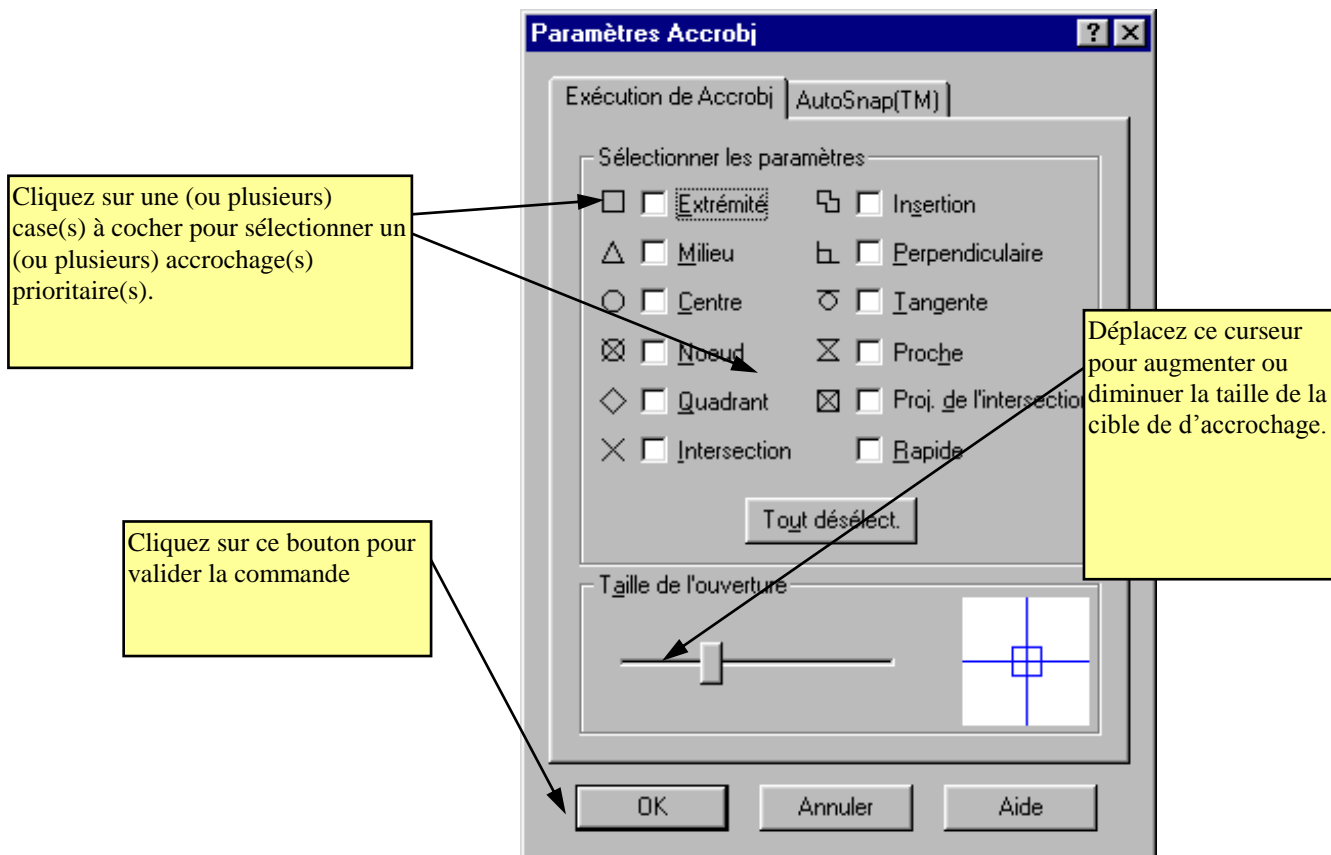 Paramètres Accrobj
Exécution de Accrobj
AutoSnap(TM)
Sélectionner les paramètres
Cliquez sur une (ou plusieurs)
case(s) à cocher pour sélectionner un
(ou plusieurs) accrochage(s)
prioritaire(s).
Extrémité
Insertion
Milieu
Perpendiculaire
Centre
Tangente
Noeud
Proche
Quadrant
Proj. de l'intersection
Intersection
Rapide
Déplacez ce curseur
pour augmenter ou
diminuer la taille de la
cible de d'accrochage.
Tout désélect.
Cliquez sur ce bouton pour
valider la commande
Taille de l'ouverture
OK
Annuler
Aide